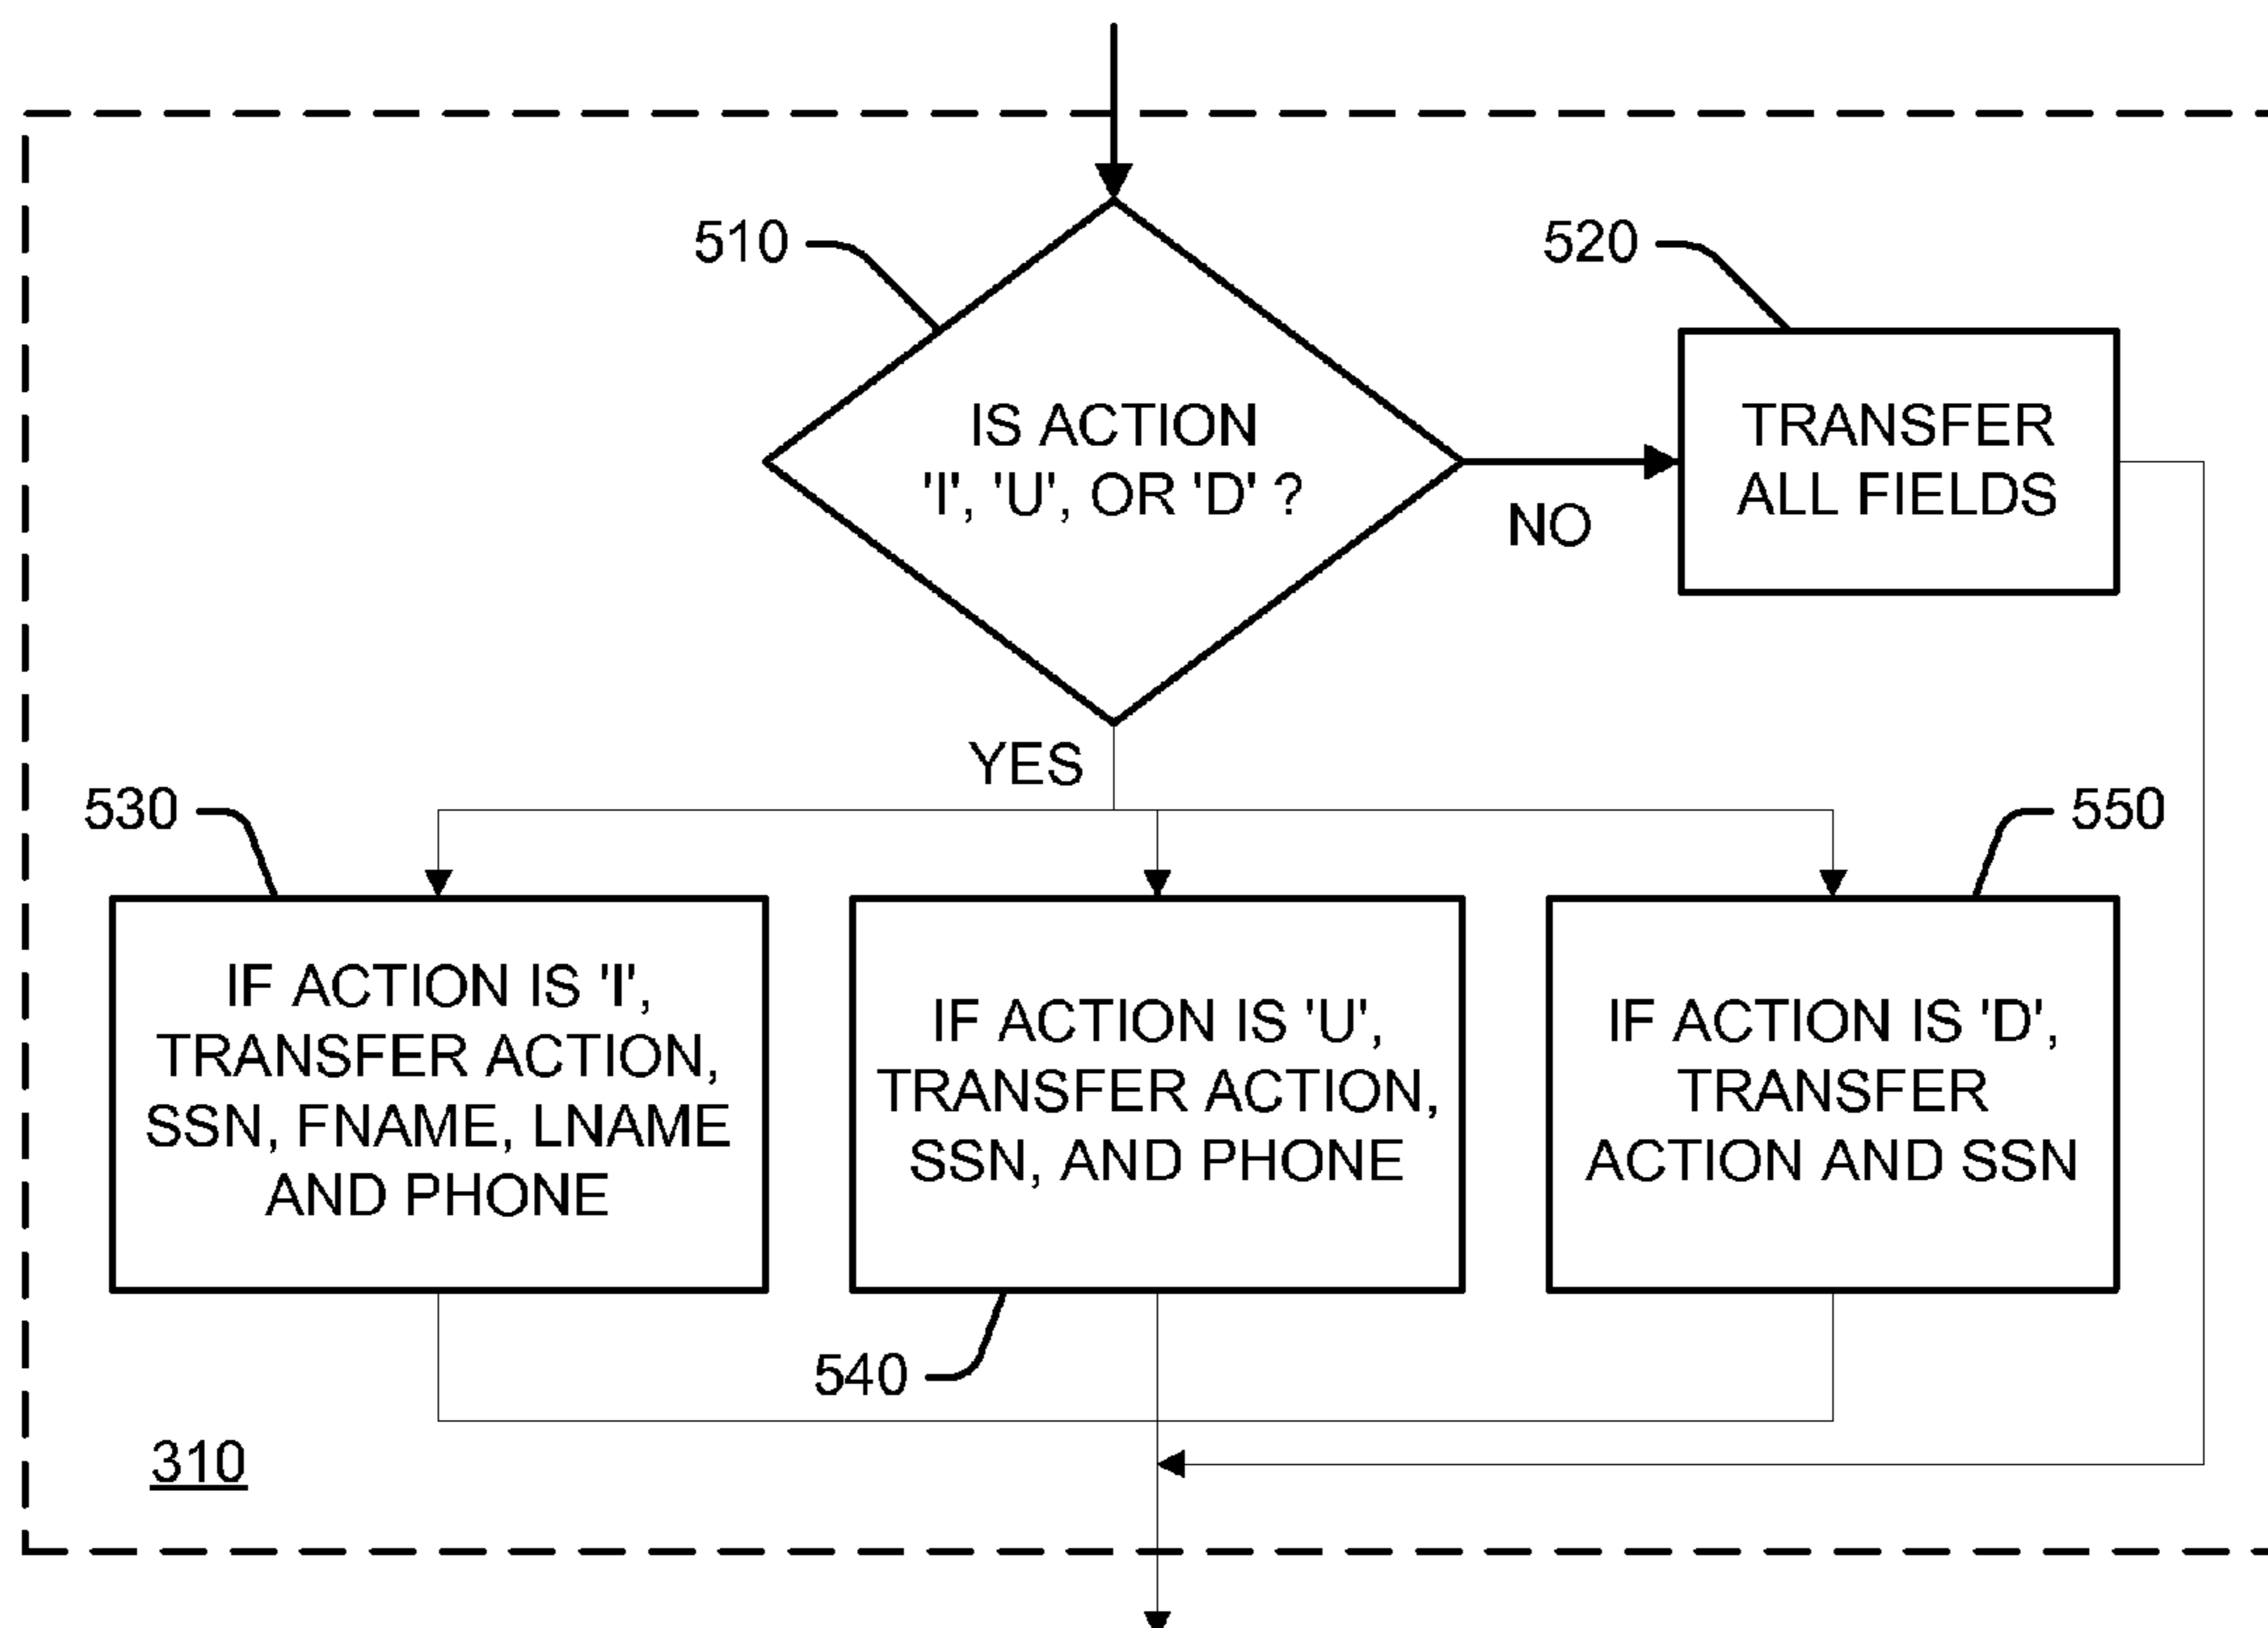 510
520
IS ACTION
'I', 'U', OR 'D' ?
TRANSFER
ALL FIELDS
NO
YES
530
550
IF ACTION IS 'I',
TRANSFER ACTION,
SSN, FNAME, LNAME
AND PHONE
IF ACTION IS 'U',
TRANSFER ACTION,
SSN, AND PHONE
IF ACTION IS 'D',
TRANSFER
ACTION AND SSN
540
310